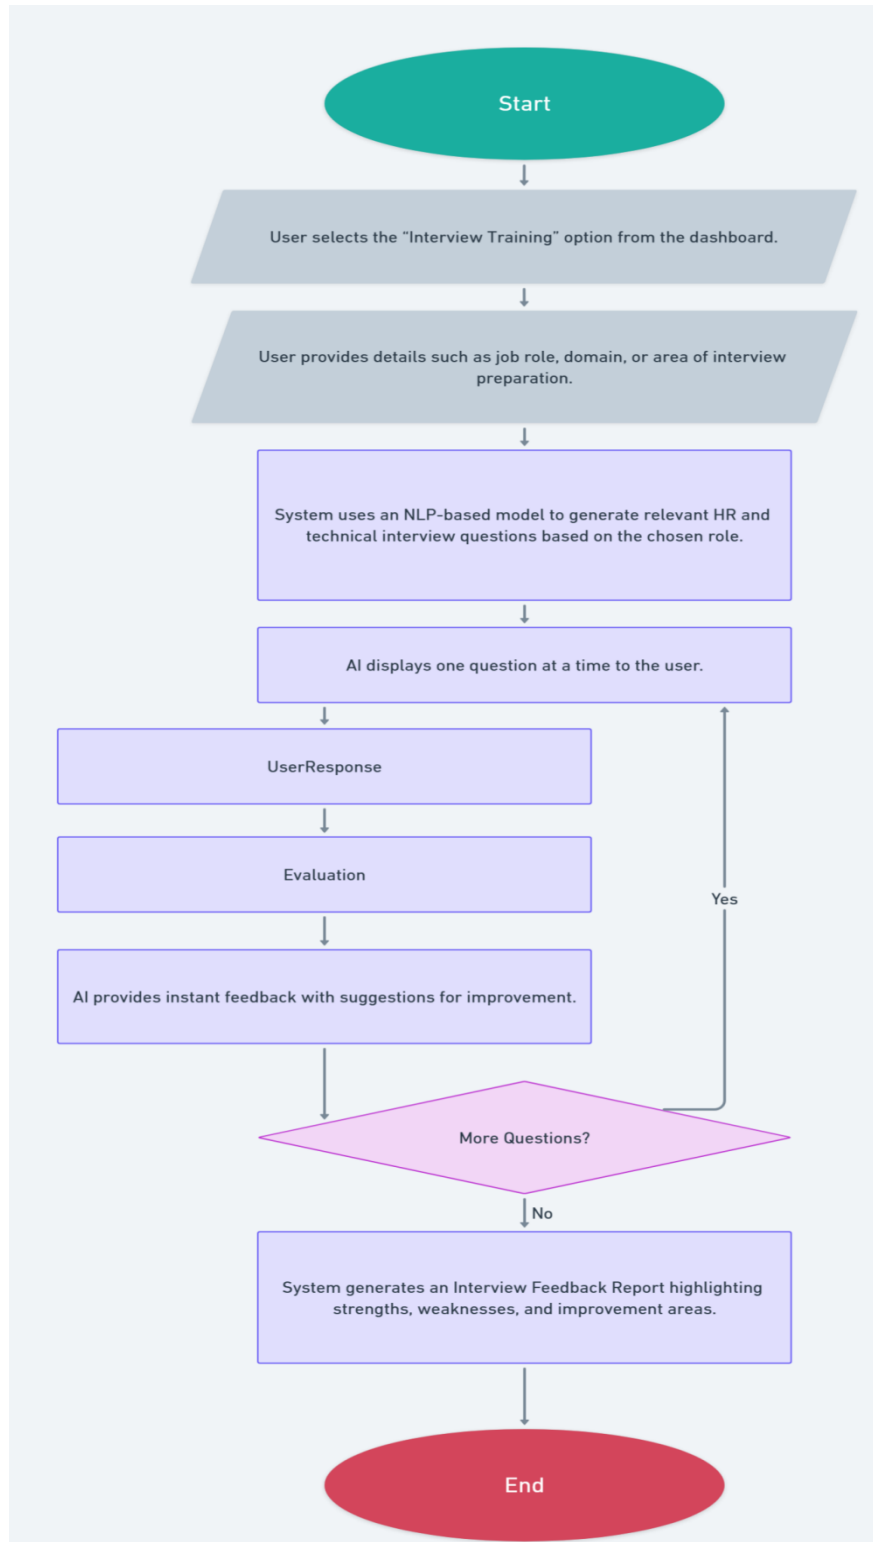 Start
User selects the “Interview Training” option from the dashboard.
User provides details such as job role, domain, or area of interview
preparation.
System uses an NLP-based model to generate relevant HR and
technical interview questions based on the chosen role.
AI displays one question at a time to the user.
UserResponse
Evaluation
Yes
AI provides instant feedback with suggestions for improvement.
More Questions?
No
System generates an Interview Feedback Report highlighting
strengths, weaknesses, and improvement areas.
End